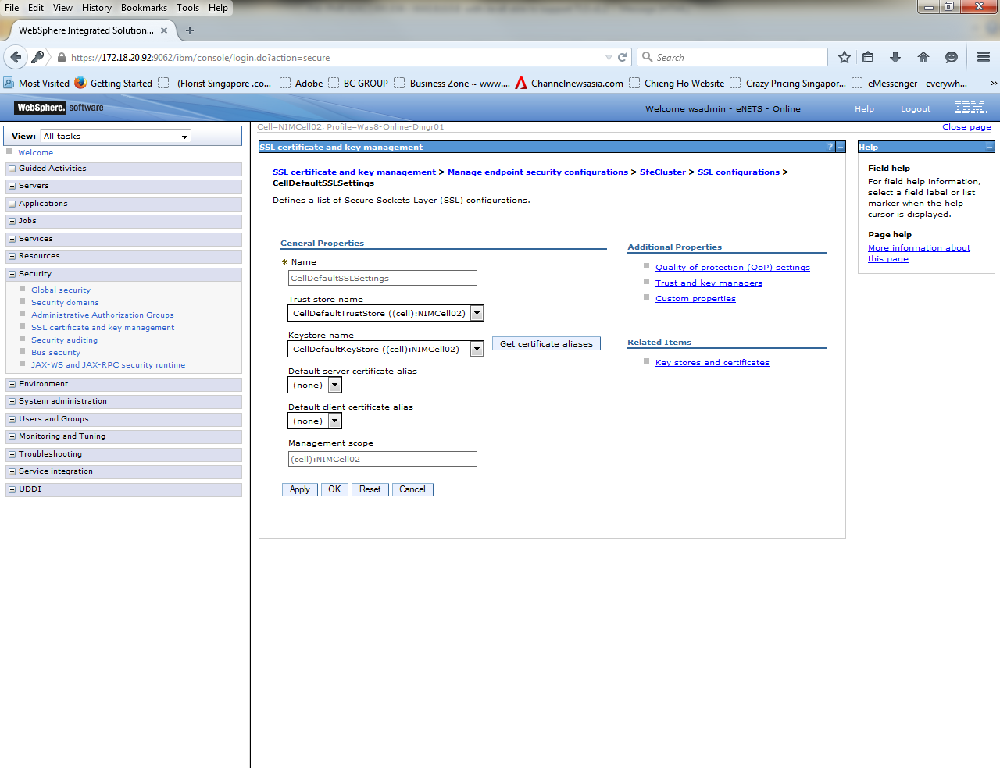 File Edit View History Bookmarks Tools Help
WebSphere Integrated Solution... × +
https://172.18.20.92:9062/ibm/console/login.do?action=secure Search
Most Visited Getting Started (Florist Singapore .co... Adobe BC GROUP Business Zone ~ www.... Channelnewsasia.com Chieng Ho Website Crazy Pricing Singapor... eMessenger - everywh... »
WebSphere. software Welcome wsadmin - eNETS - Online Help | Logout IBM.
Cell=NIMCell02, Profile=Was8-Online-Dmgr01 Close page
View: All tasks
Welcome
Guided Activities
Servers
Applications
Jobs
Services
Resources
Security
Global security
Security domains
Administrative Authorization Groups
SSL certificate and key management
Security auditing
Bus security
JAX-WS and JAX-RPC security runtime
Environment
System administration
Users and Groups
Monitoring and Tuning
Troubleshooting
Service integration
UDDI
SSL certificate and key management ? –
SSL certificate and key management > Manage endpoint security configurations > SfeCluster > SSL configurations >
CellDefaultSSLSettings
Defines a list of Secure Sockets Layer (SSL) configurations.
General Properties
* Name
CellDefaultSSLSettings
Trust store name
CellDefaultTrustStore ((cell):NIMCell02)
Keystore name
CellDefaultKeyStore ((cell):NIMCell02) Get certificate aliases
Default server certificate alias
(none)
Default client certificate alias
(none)
Management scope
(cell):NIMCell02
Apply OK Reset Cancel
Additional Properties
Quality of protection (QoP) settings
Trust and key managers
Custom properties
Related Items
Key stores and certificates
Help –
Field help
For field help information,
select a field label or list
marker when the help
cursor is displayed.
Page help
More information about
this page